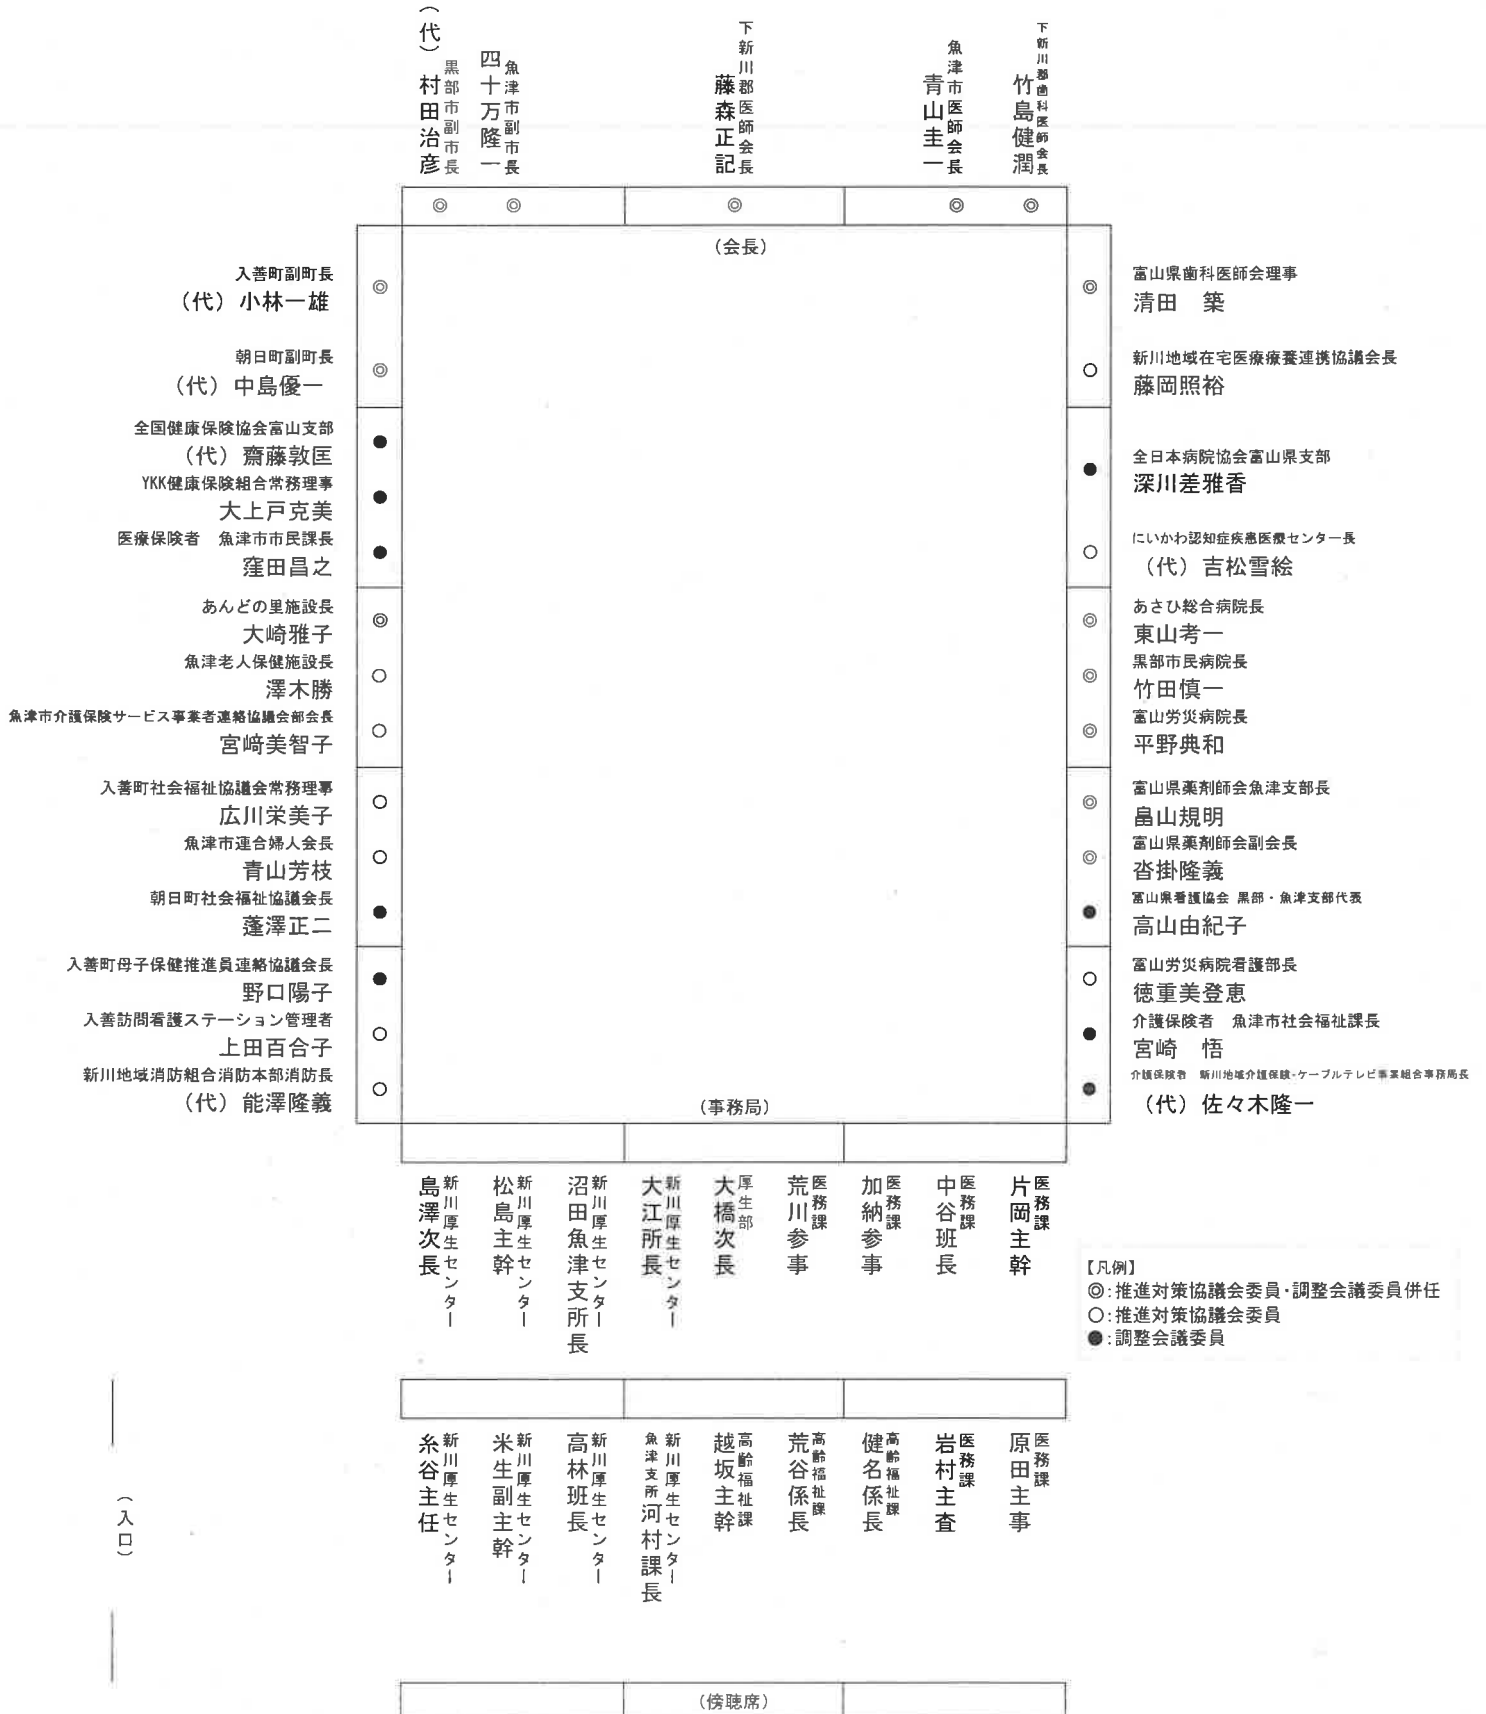 黒部市副市長
（代）村田治彦
魚津市副市長
四十万隆一
下新川郡医師会長
藤森正記
魚津市医師会長
青山圭一
下新川郡歯科医師会長
竹島健潤
◎ ◎ ◎ ◎ ◎
（会長）
入善町副町長
（代）小林一雄
◎
朝日町副町長
（代）中島優一
◎
全国健康保険協会富山支部
（代）齋藤敦匡
●
YKK健康保険組合常務理事
大上戸克美
●
医療保険者　魚津市市民課長
窪田昌之
●
あんどの里施設長
大崎雅子
◎
魚津老人保健施設長
澤木勝
○
魚津市介護保険サービス事業者連絡協議会部会長
宮﨑美智子
○
入善町社会福祉協議会常務理事
広川栄美子
○
魚津市連合婦人会長
青山芳枝
○
朝日町社会福祉協議会長
蓬澤正二
●
入善町母子保健推進員連絡協議会長
野口陽子
●
入善訪問看護ステーション管理者
上田百合子
○
新川地域消防組合消防本部消防長
（代）能澤隆義
○
富山県歯科医師会理事
◎
清田　築
新川地域在宅医療療養連携協議会長
○
藤岡照裕
全日本病院協会富山県支部
●
深川差雅香
にいかわ認知症疾患医療センター長
○
（代）吉松雪絵
あさひ総合病院長
◎
東山考一
黒部市民病院長
◎
竹田慎一
富山労災病院長
◎
平野典和
富山県薬剤師会魚津支部長
◎
畠山規明
富山県薬剤師会副会長
◎
沓掛隆義
富山県看護協会 黒部・魚津支部代表
●
高山由紀子
富山労災病院看護部長
○
徳重美登恵
介護保険者　魚津市社会福祉課長
●
宮崎　悟
介護保険者　新川地域介護保険・ケーブルテレビ事業組合事務局長
●
（代）佐々木隆一
（事務局）
新川厚生センター
島澤次長
新川厚生センター
松島主幹
新川厚生センター
沼田魚津支所長
新川厚生センター
大江所長
厚生部
大橋次長
医務課
荒川参事
医務課
加納参事
医務課
中谷班長
医務課
片岡主幹
【凡例】
◎:推進対策協議会委員・調整会議委員併任
○:推進対策協議会委員
●:調整会議委員
新川厚生センター
糸谷主任
新川厚生センター
米生副主幹
新川厚生センター
高林班長
新川厚生センター
魚津支所 河村課長
高齢福祉課
越坂主幹
高齢福祉課
荒谷係長
高齢福祉課
健名係長
医務課
岩村主査
医務課
原田主事
（入口）
（傍聴席）